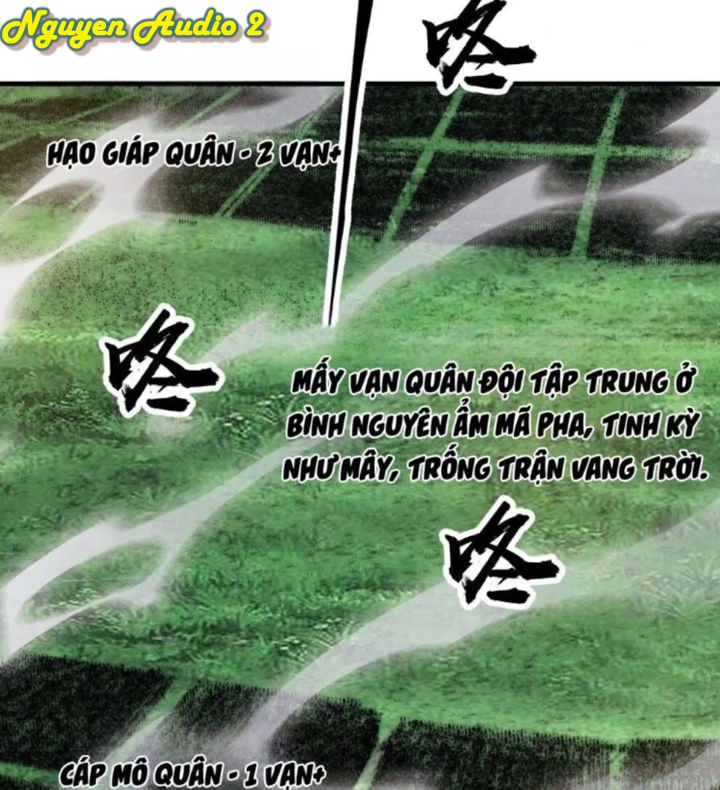 Nguyen Audio 2
咚
HẠO GIÁP QUÂN - 2 VẠN+
咚
MẤY VẠN QUÂN ĐỘI TẬP TRUNG Ở
BÌNH NGUYÊN ẨM MÃ PHA, TINH KỲ
NHƯ MÂY, TRỐNG TRẬN VANG TRỜI.
咚
CÁP MÔ QUÂN - 1 VẠN+